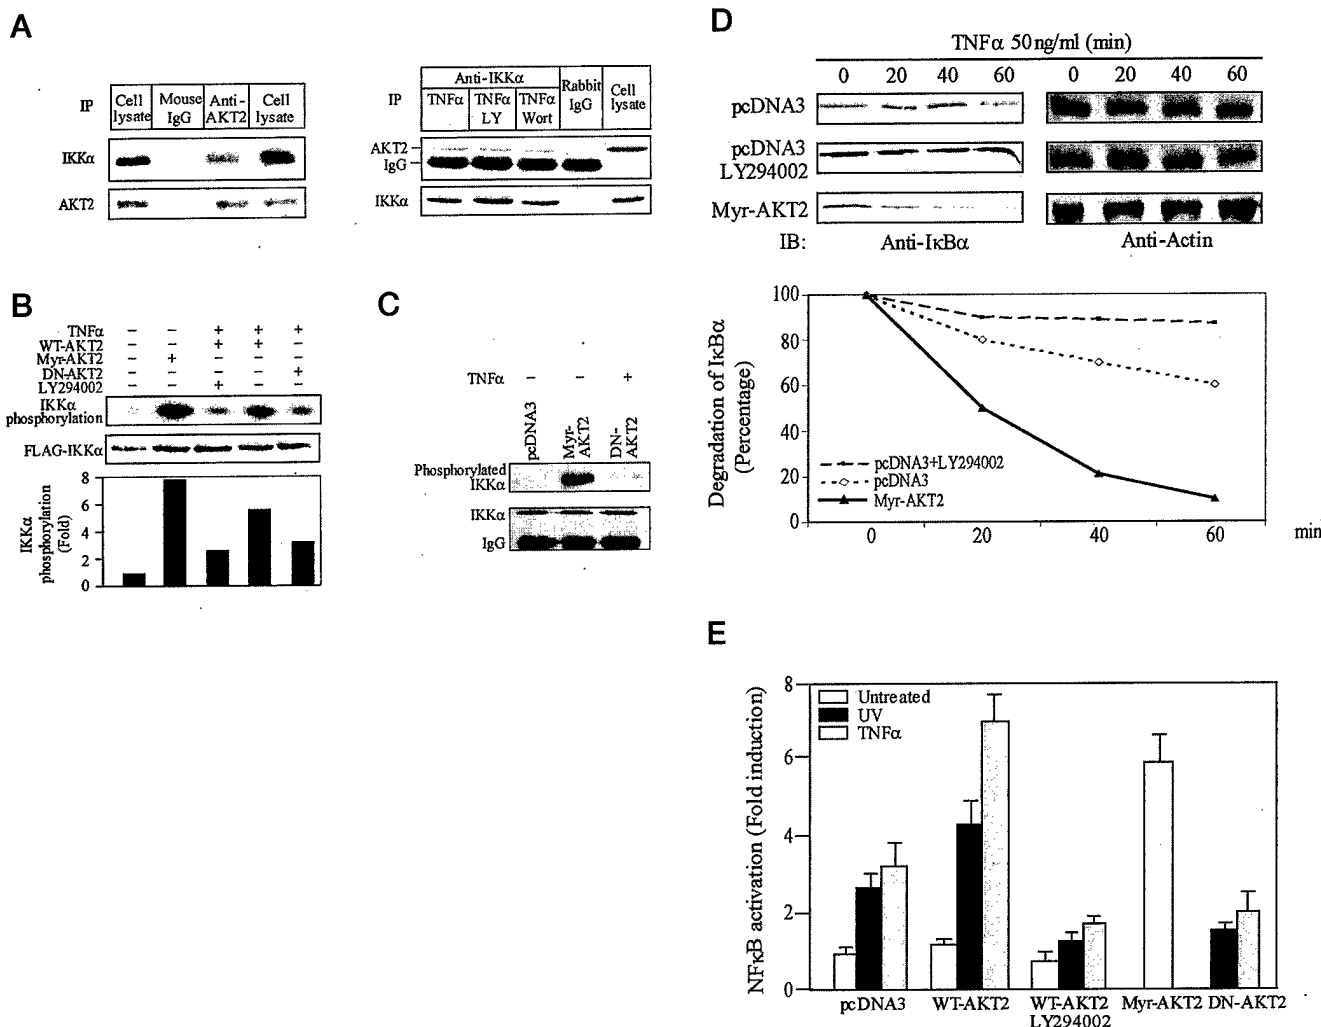 A
IP
Cell lysate
Mouse IgG
Anti-AKT2
Cell lysate
IKKα
AKT2
IP
Anti-IKKα
TNFα
TNFα LY
TNFα Wort
Rabbit IgG
Cell lysate
AKT2
IgG
IKKα
B
TNFα − − + + +
WT-AKT2 − − + + −
Myr-AKT2 − + − − −
DN-AKT2 − − − − +
LY294002 − − + − −
IKKα
phosphorylation
FLAG-IKKα
IKKα
phosphorylation
(Fold)
8
6
4
2
0
C
TNFα − − +
pcDNA3
Myr-AKT2
DN-AKT2
Phosphorylated
IKKα
IKKα
IgG
D
TNFα 50ng/ml (min)
0 20 40 60 0 20 40 60
pcDNA3
pcDNA3
LY294002
Myr-AKT2
IB: Anti-IκBα Anti-Actin
Degradation of IκBα
(Percentage)
100
80
60
40
20
0
pcDNA3+LY294002
pcDNA3
Myr-AKT2
0 20 40 60 min
E
NFκB activation (Fold induction)
8
6
4
2
0
Untreated
UV
TNFα
pcDNA3 WT-AKT2 WT-AKT2 Myr-AKT2 DN-AKT2
LY294002